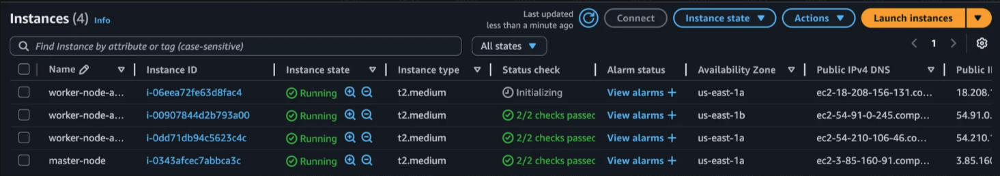 Instances (4) Info
Last updated
less than a minute ago
Connect
Instance state
Actions
Launch instances
Find Instance by attribute or tag (case-sensitive)
All states
1
Name Instance ID Instance state Instance type Status check Alarm status Availability Zone Public IPv4 DNS Public I
worker-node-a... i-06eea72fe63d8fac4 Running t2.medium Initializing View alarms + us-east-1a ec2-18-208-156-131.co... 18.208.
worker-node-a... i-00907844d2b793a00 Running t2.medium 2/2 checks passec View alarms + us-east-1b ec2-54-91-0-245.comp... 54.91.0.
worker-node-a... i-0dd71db94c5623c4c Running t2.medium 2/2 checks passec View alarms + us-east-1a ec2-54-210-106-46.co... 54.210.
master-node i-0343afcec7abbca3c Running t2.medium 2/2 checks passec View alarms + us-east-1a ec2-3-85-160-91.comp... 3.85.160